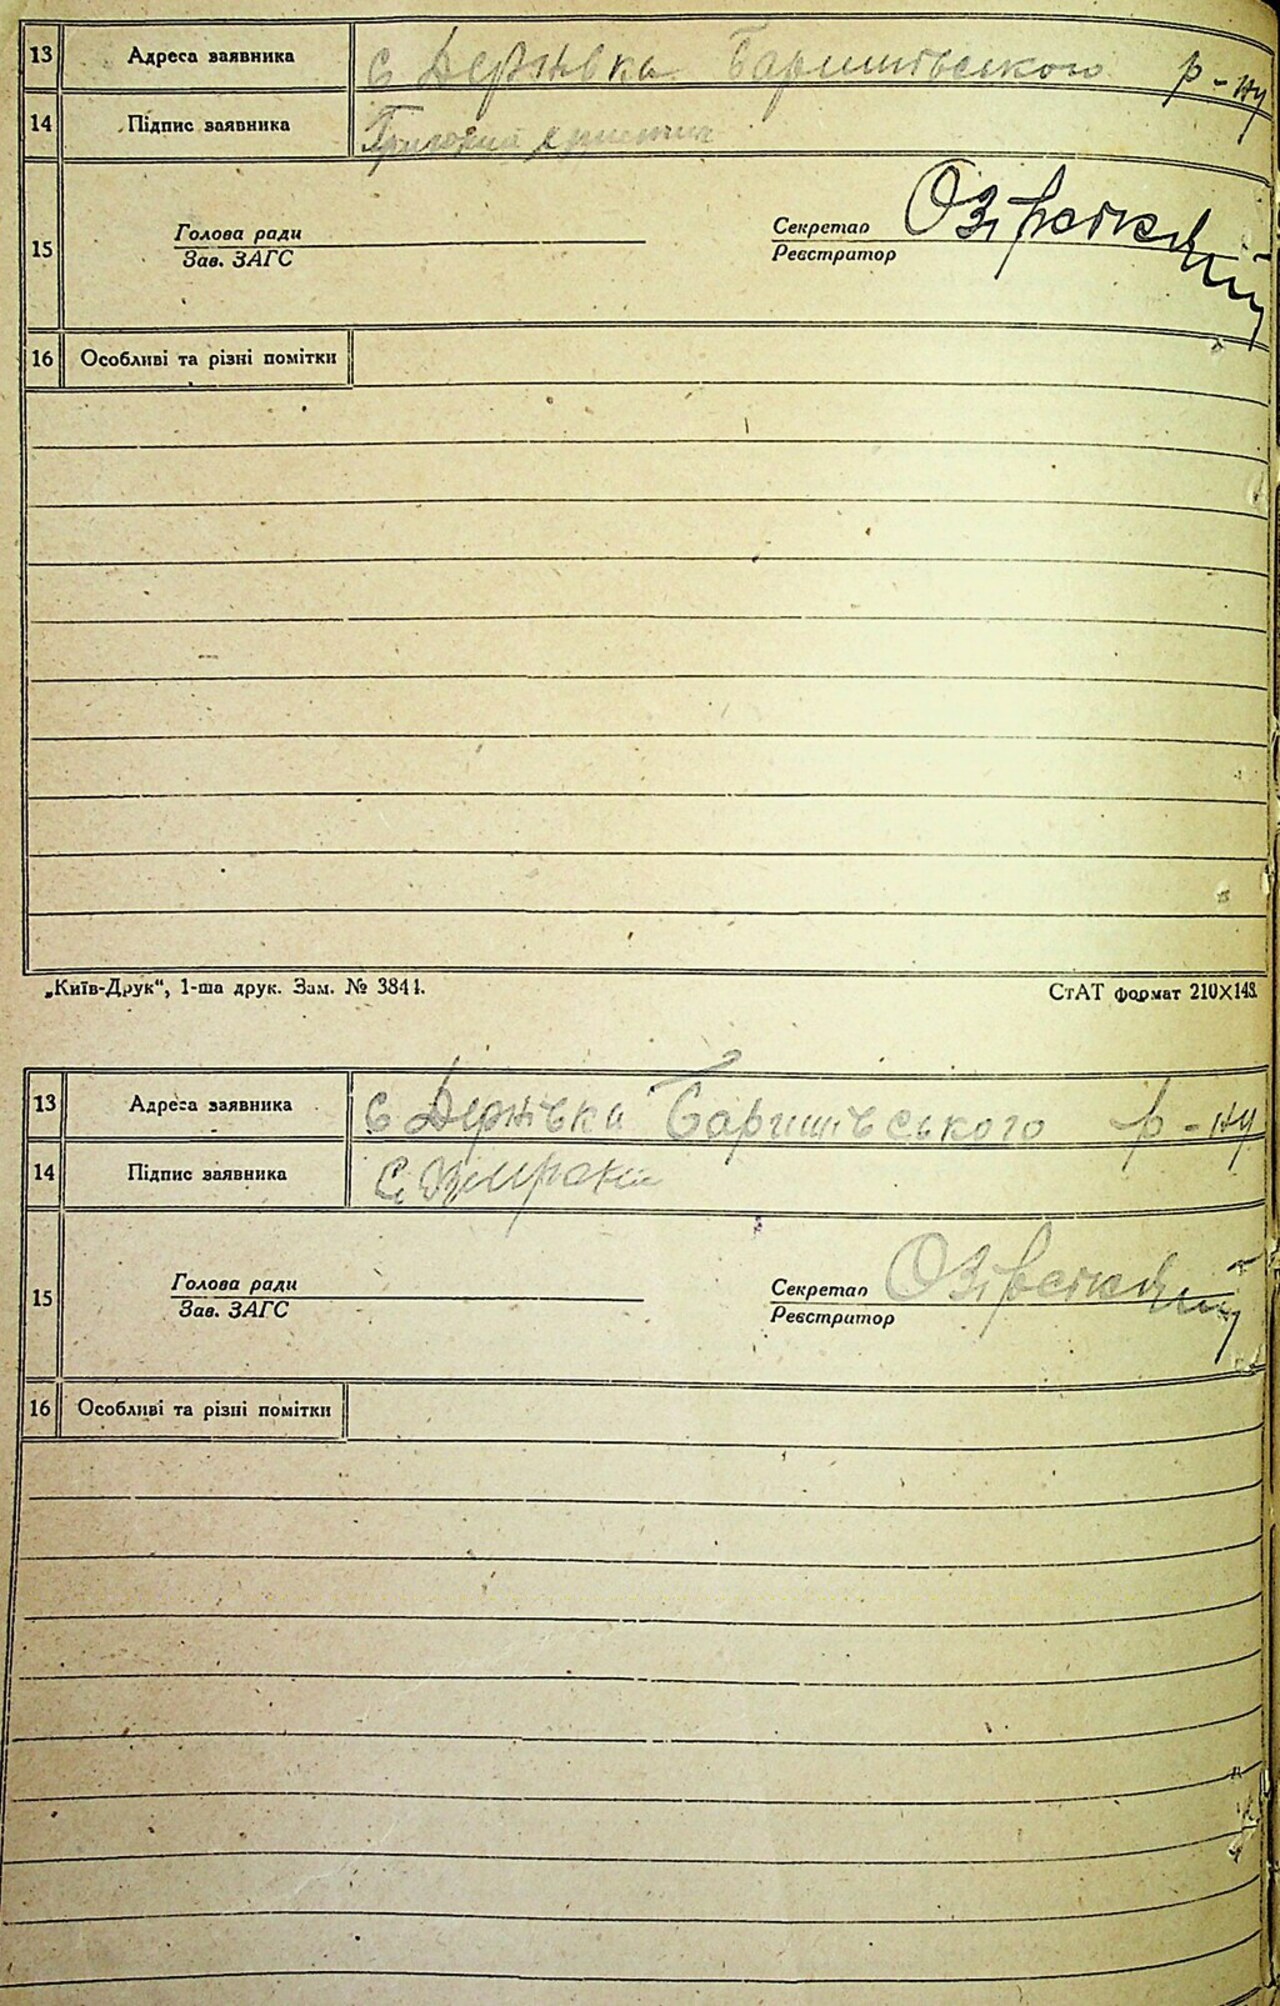 13 Адреса заявника с Дернівка Баришівського р-ну
14 Підпис заявника
15 Голова ради Секретар
Зав. ЗАГС Реєстратор
16 Особливі та різні помітки
„Київ-Друк“, 1-ша друк. Зам. № 3841. СтАТ формат 210X148.
13 Адреса заявника с Дернівка Баришівського р-ну
14 Підпис заявника
15 Голова ради Секретар
Зав. ЗАГС Реєстратор
16 Особливі та різні помітки